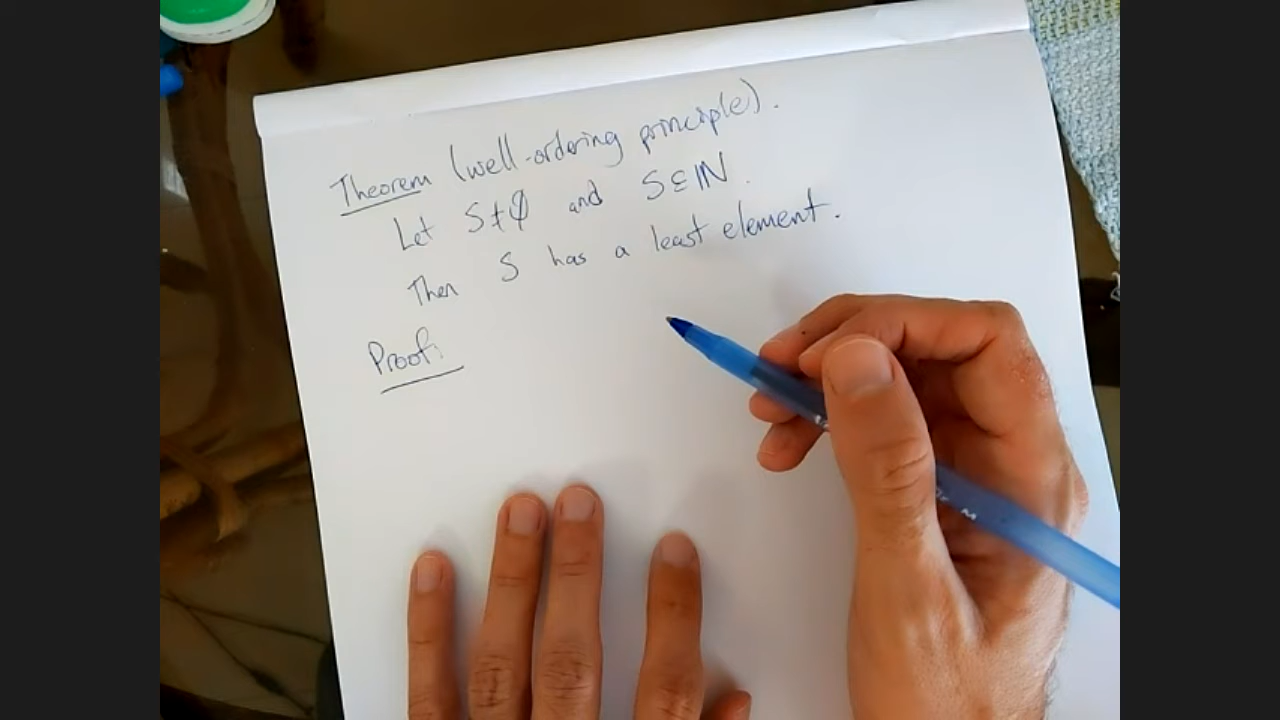 Theorem (well-ordering principle).
Let S ≠ ∅ and S ∈ ℕ.
Then S has a least element.
Proof: